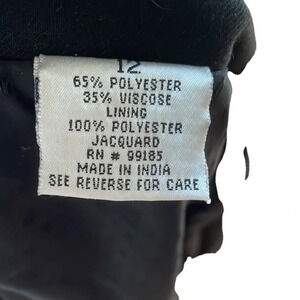 12
65% POLYESTER
35% VISCOSE
LINING
100% POLYESTER
JACQUARD
RN # 99185
MADE IN INDIA
SEE REVERSE FOR CARE